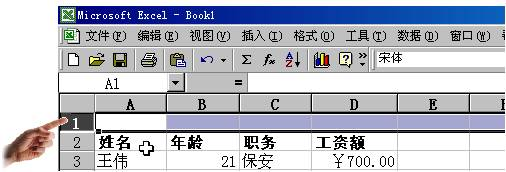 Microsoft Excel - Book1
文件(F) 编辑(E) 视图(V) 插入(I) 格式(O) 工具(T) 数据(D) 窗口(W)
Σ fx A Z ? » 宋体
A1 =
A B C D E
1
2 姓名 年龄 职务 工资额
3 王伟 21 保安 ￥700.00